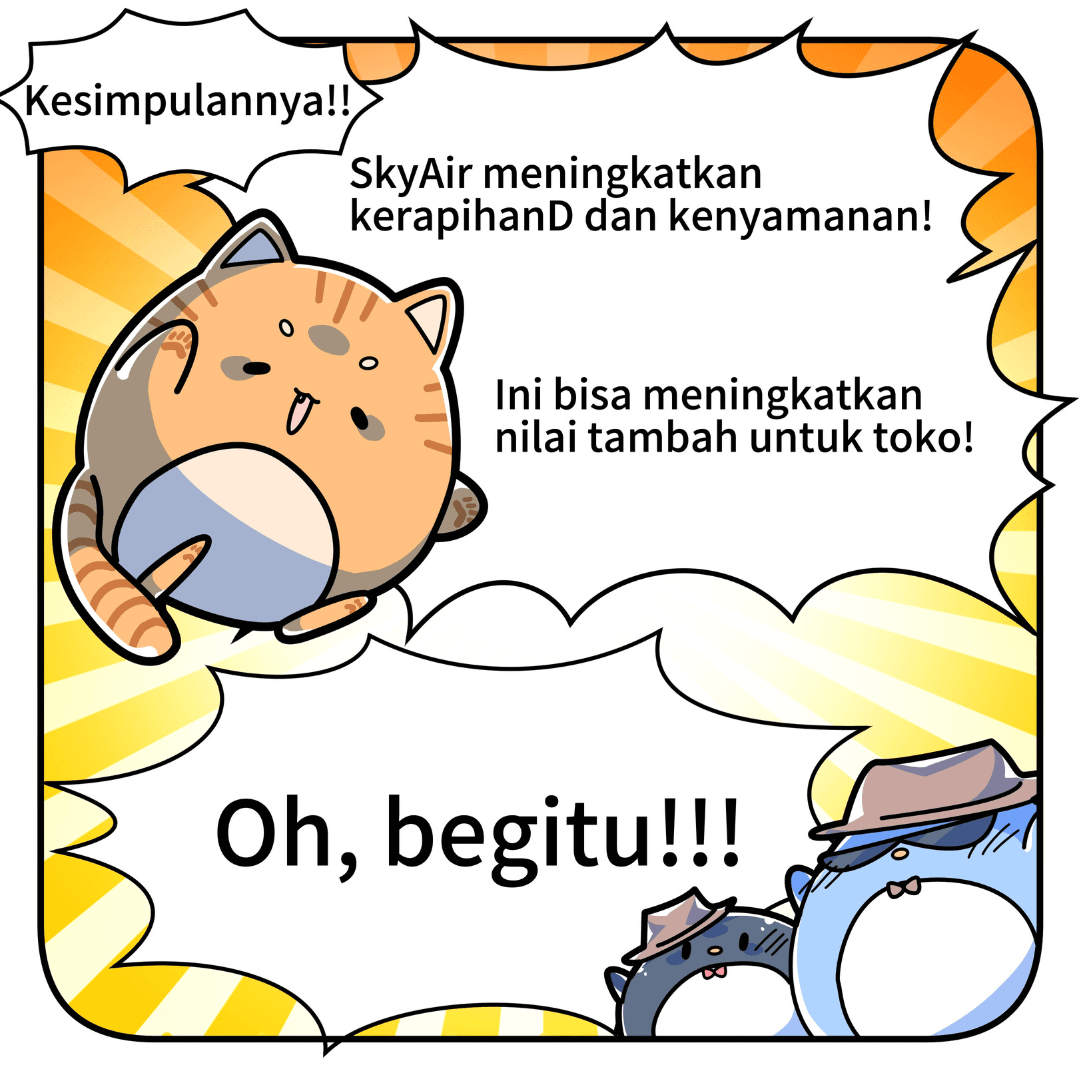 Kesimpulannya!!
SkyAir meningkatkan
kerapihanD dan kenyamanan!
Ini bisa meningkatkan
nilai tambah untuk toko!
Oh, begitu!!!